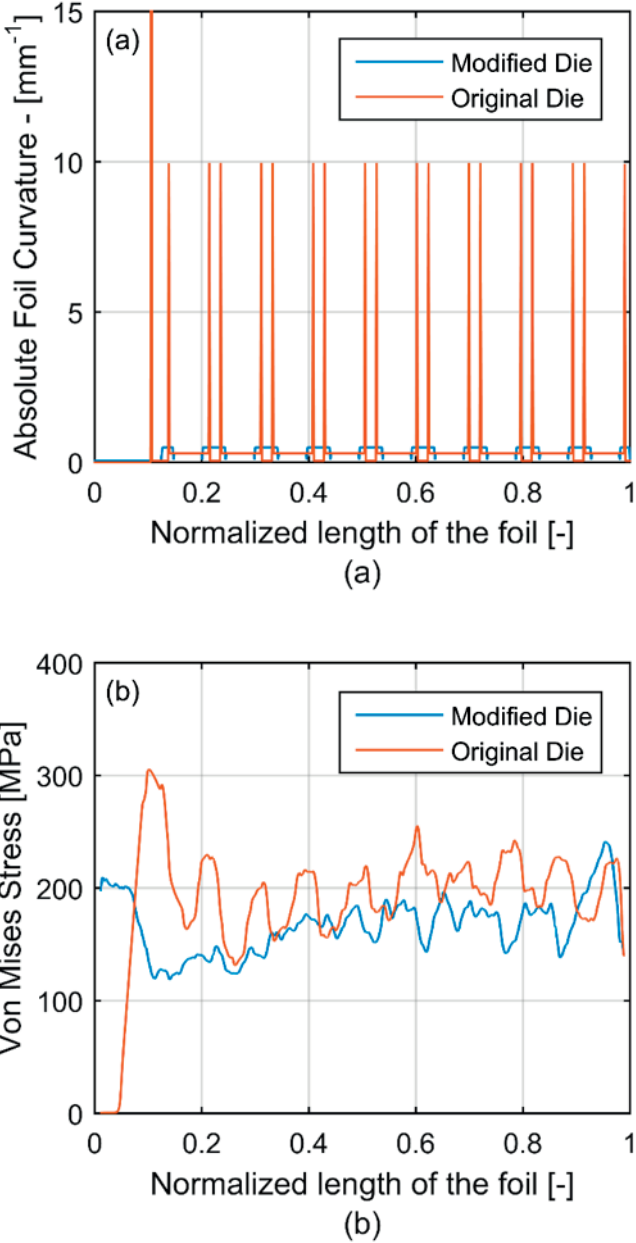 15
(a)
Modified Die
Original Die
10
5
0
Absolute Foil Curvature - [mm⁻¹]
0 0.2 0.4 0.6 0.8 1
Normalized length of the foil [-]
(a)
400
(b)
Modified Die
Original Die
300
200
100
0
Von Mises Stress [MPa]
0 0.2 0.4 0.6 0.8 1
Normalized length of the foil [-]
(b)